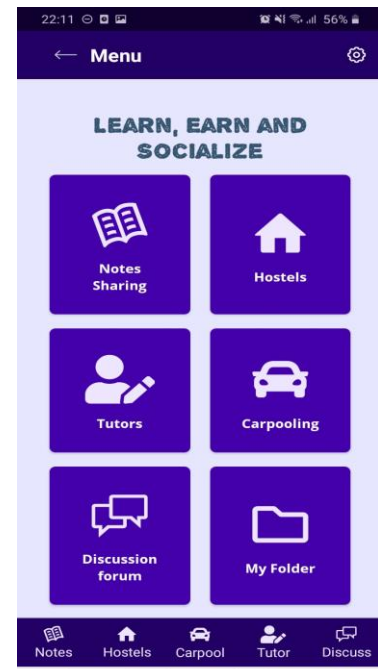 22:11 56%
Menu
LEARN, EARN AND
SOCIALIZE
Notes
Sharing
Hostels
Tutors
Carpooling
Discussion
forum
My Folder
Notes Hostels Carpool Tutor Discuss